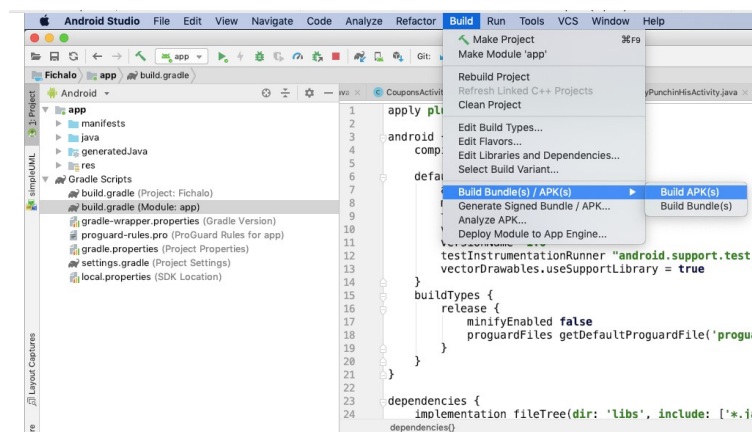 Android Studio File Edit View Navigate Code Analyze Refactor Build Run Tools VCS Window Help
app Git:
Fichalo app build.gradle
Make Project ⌘F9
Make Module 'app'
Rebuild Project
Refresh Linked C++ Projects
Clean Project
Edit Build Types...
Edit Flavors...
Edit Libraries and Dependencies...
Select Build Variant...
Build Bundle(s) / APK(s)
Generate Signed Bundle / APK...
Analyze APK...
Deploy Module to App Engine...
Build APK(s)
Build Bundle(s)
1: Project
simpleUML
Layout Captures
Android
app
manifests
java
generatedJava
res
Gradle Scripts
build.gradle (Project: Fichalo)
build.gradle (Module: app)
gradle-wrapper.properties (Gradle Version)
proguard-rules.pro (ProGuard Rules for app)
gradle.properties (Project Properties)
settings.gradle (Project Settings)
local.properties (SDK Location)
CouponsActivit yPunchinHisActivity.java
1 apply pl
2
3 android
4 comp
5
6 defa
7
8
9
10
11
12 testInstrumentationRunner "android.support.test
13 vectorDrawables.useSupportLibrary = true
14 }
15 buildTypes {
16 release {
17 minifyEnabled false
18 proguardFiles getDefaultProguardFile('progua
19 }
20 }
21 }
22
23 dependencies {
24 implementation fileTree(dir: 'libs', include: ['*.ja
dependencies{}